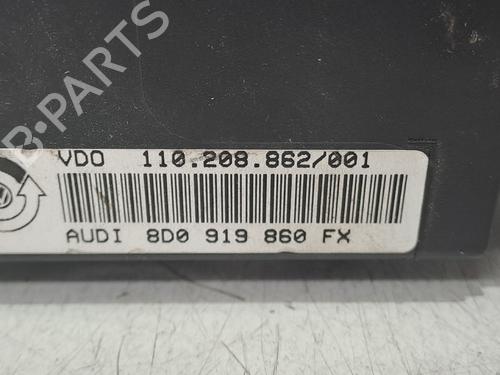 B-PARTS
VDO 110.208.862/001
AUDI 8D0 919 860 FX